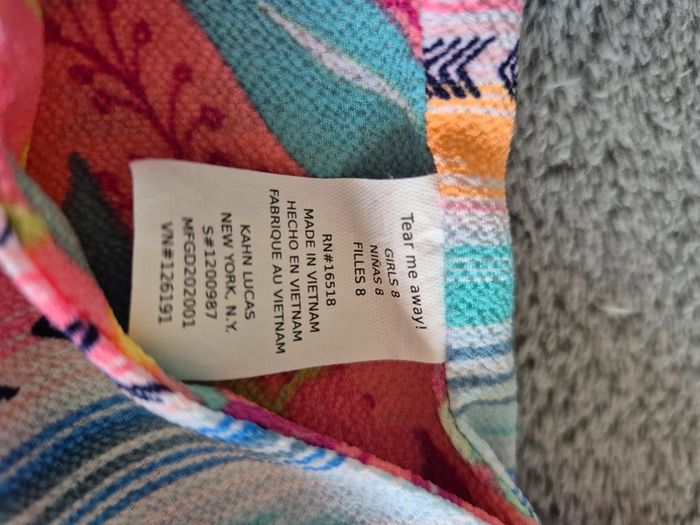 Tear me away!
GIRLS 8
NIÑAS 8
FILLES 8
RN#16518
MADE IN VIETNAM
HECHO EN VIETNAM
FABRIQUE AU VIETNAM
KAHN LUCAS
NEW YORK, N.Y.
S#1200987
MFGD202001
VN#126191